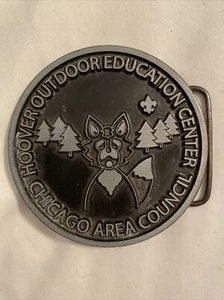 HOOVER OUTDOOR EDUCATION CENTER
CHICAGO AREA COUNCIL